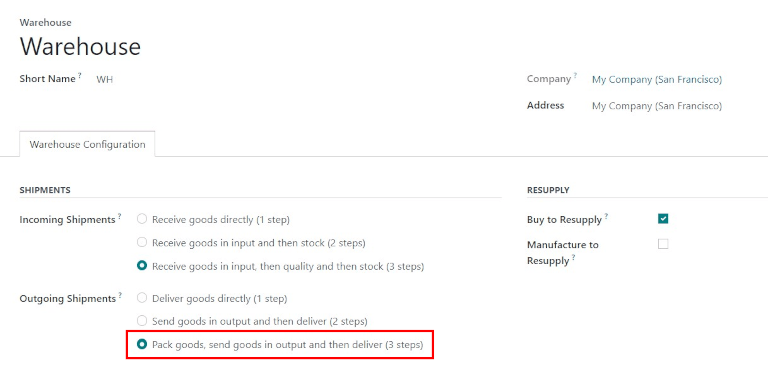 Warehouse
Warehouse
Short Name ? WH
Company ? My Company (San Francisco)
Address My Company (San Francisco)
Warehouse Configuration
SHIPMENTS
Incoming Shipments ? Receive goods directly (1 step)
Receive goods in input and then stock (2 steps)
Receive goods in input, then quality and then stock (3 steps)
Outgoing Shipments ? Deliver goods directly (1 step)
Send goods in output and then deliver (2 steps)
Pack goods, send goods in output and then deliver (3 steps)
RESUPPLY
Buy to Resupply ?
Manufacture to
Resupply ?